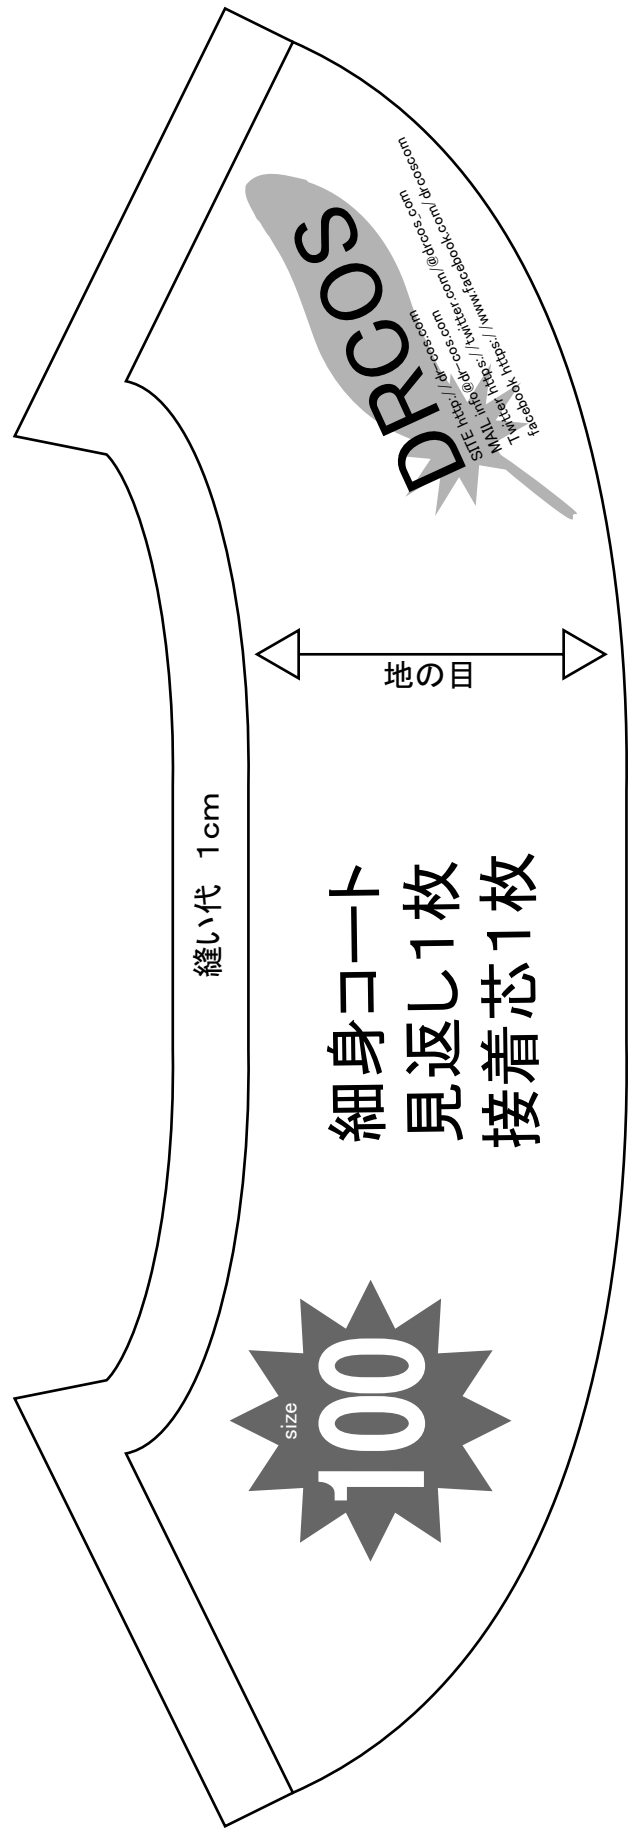 DRCOS
SITE http://dr-cos.com
MAIL info@dr-cos.com
Twitter https://twitter.com/@drcos_com
facebook https://www.facebook.com/drcoscom
地の目
縫い代 1cm
細身コート
見返し1枚
接着芯1枚
size
100